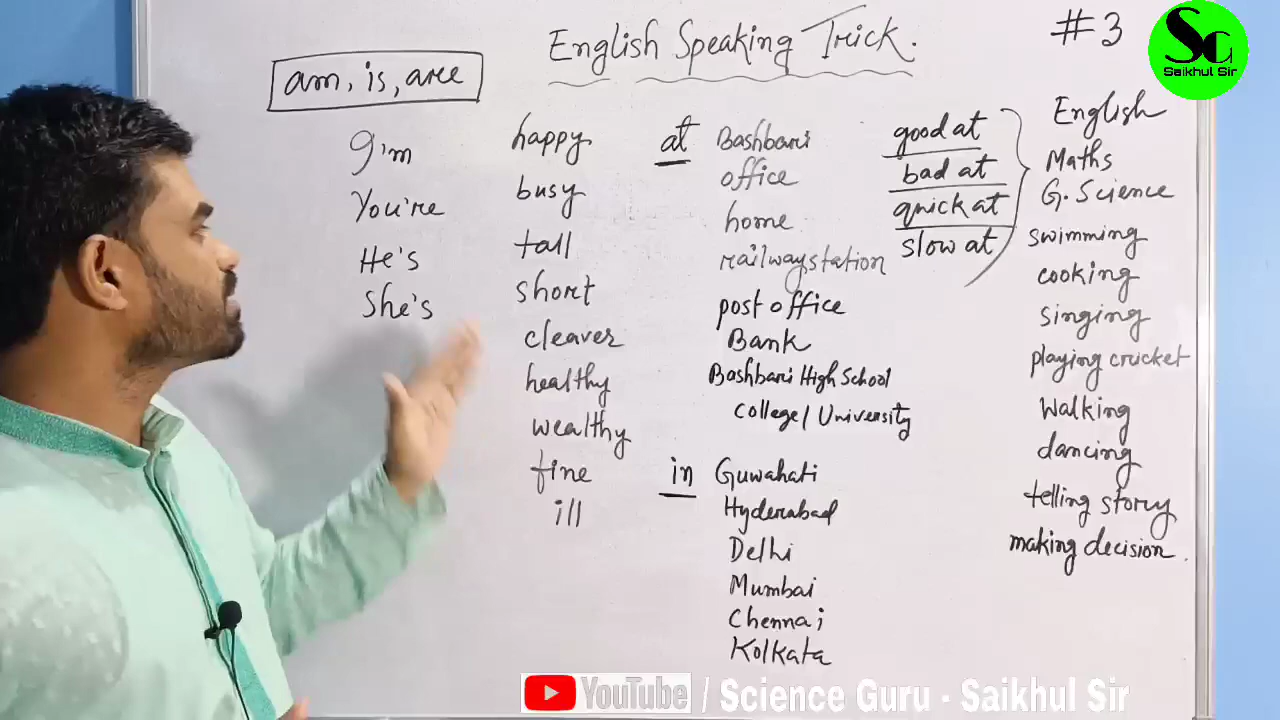 English Speaking Trick.
#3
SG
Saikhul Sir
am, is, are
I'm
You're
He's
She's
happy
busy
tall
short
cleaver
healthy
wealthy
fine
ill
at Bashbari
office
home
railway station
post office
Bank
Bashbari High School
College/University
in Guwahati
Hyderabad
Delhi
Mumbai
Chennai
Kolkata
good at
bad at
quick at
slow at
English
Maths
G. Science
swimming
cooking
singing
playing cricket
Walking
dancing
telling story
making decision.
YouTube / Science Guru - Saikhul Sir